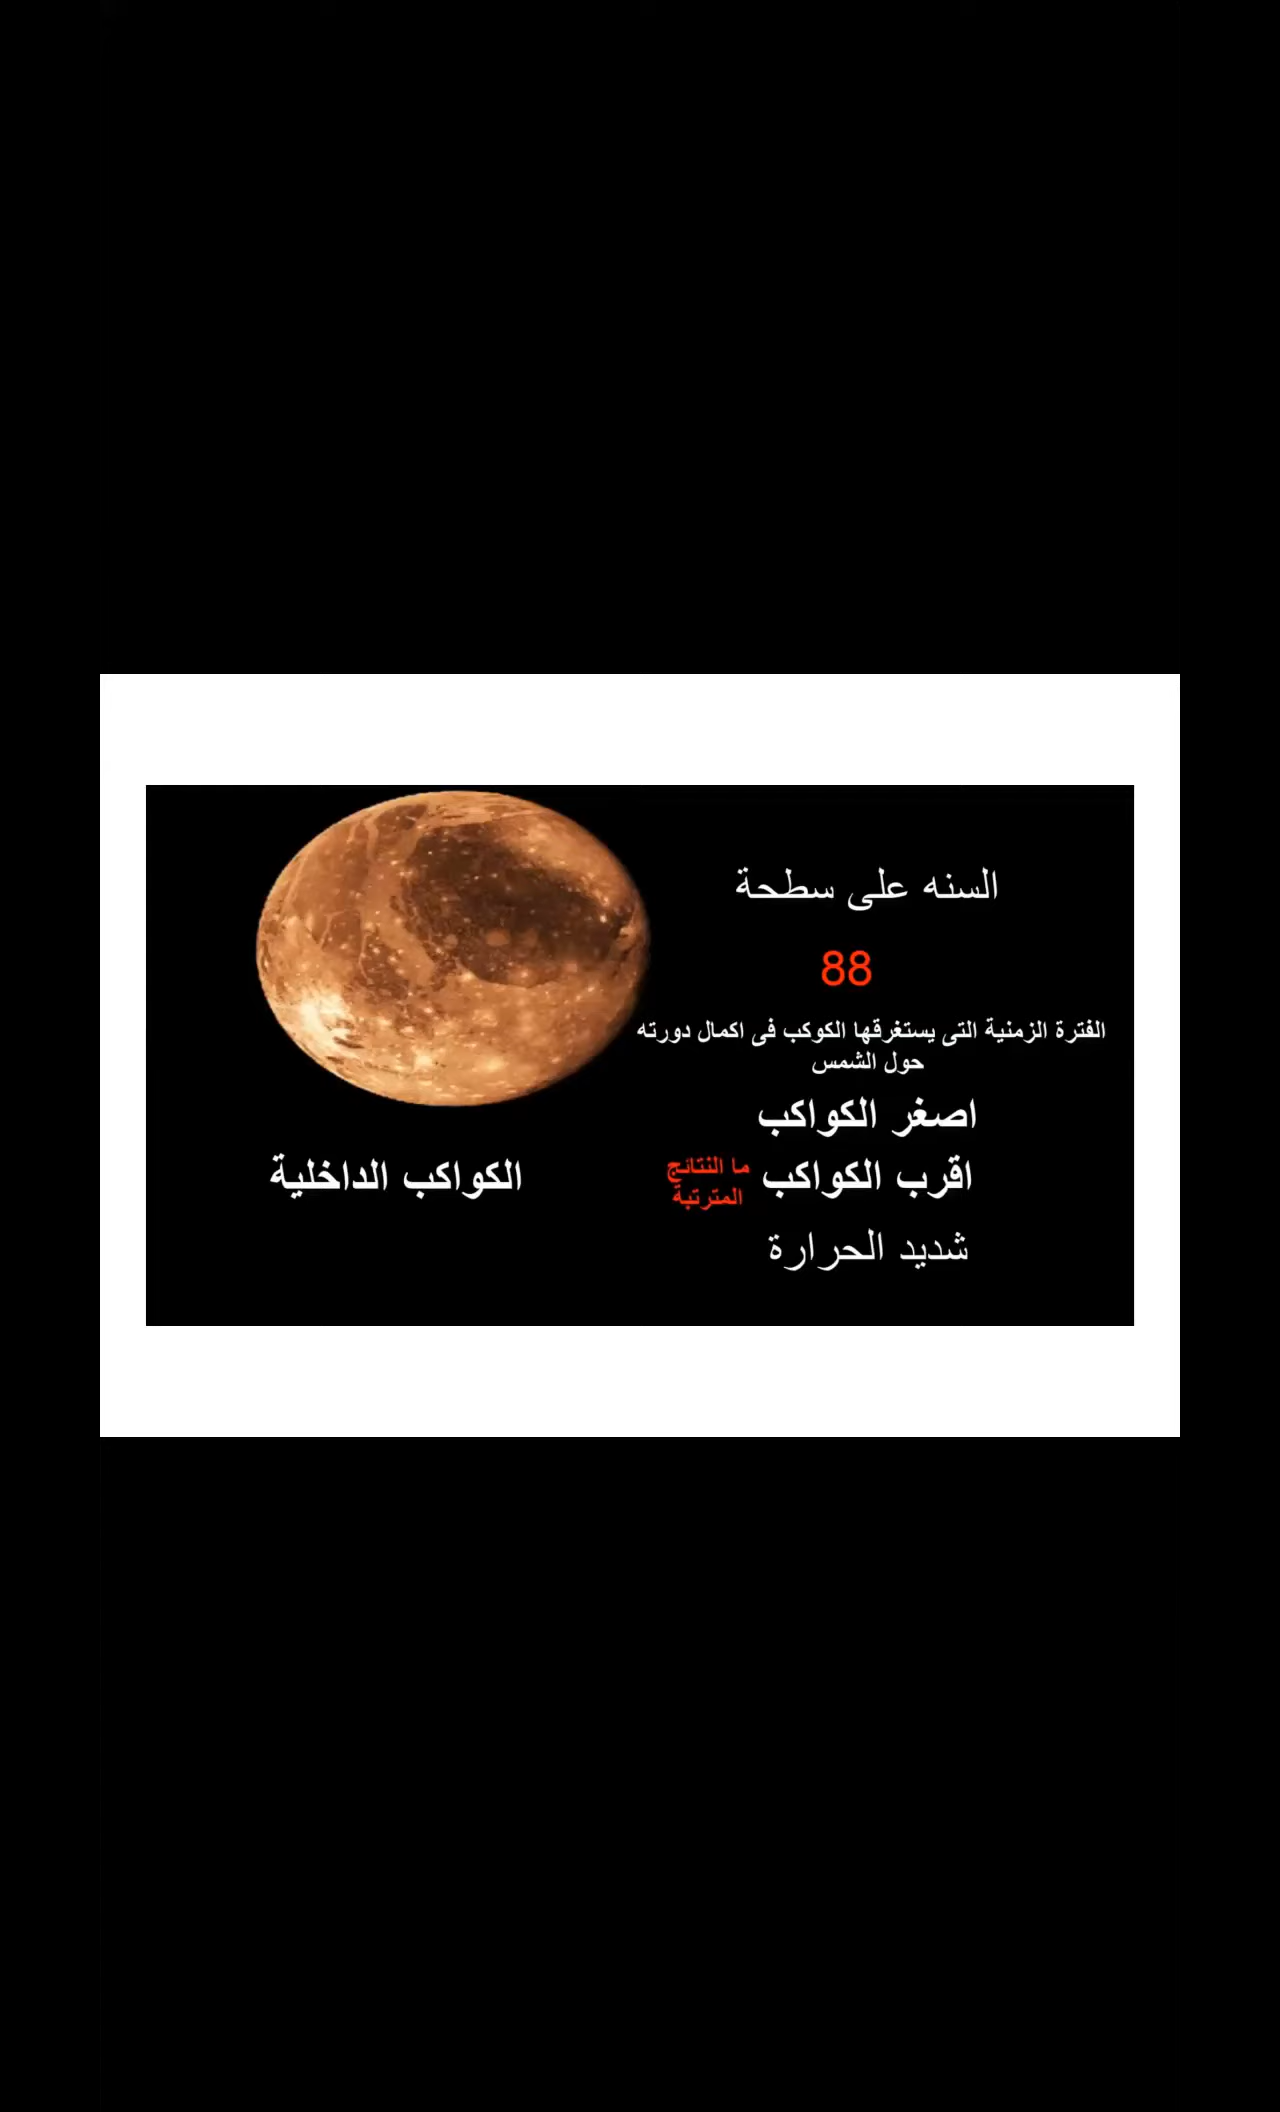 السنه على سطحة
88
الفترة الزمنية التى يستغرقها الكوكب فى اكمال دورته
حول الشمس
اصغر الكواكب
اقرب الكواكب
ما النتائج
المترتبة
شديد الحرارة
الكواكب الداخلية